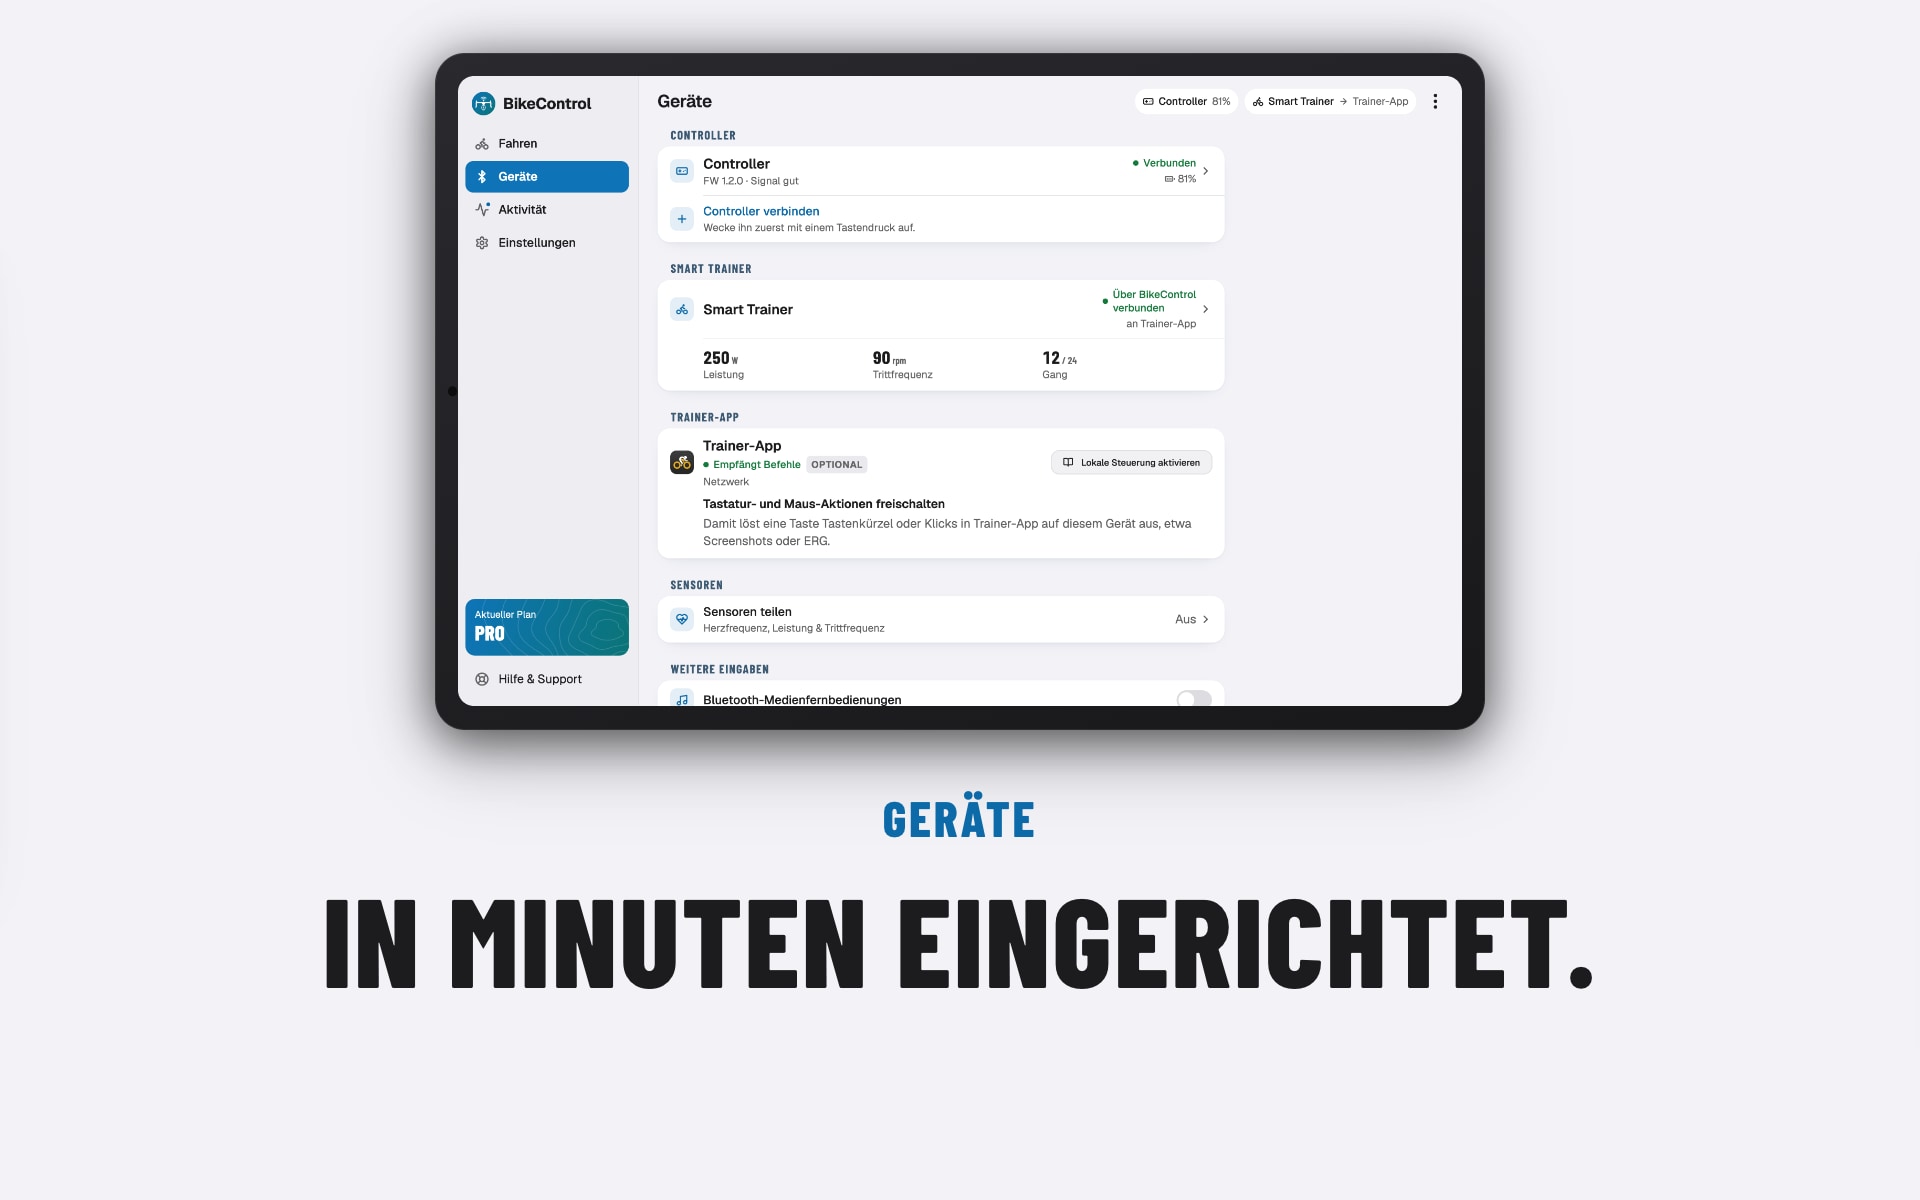 BikeControl
Fahren
Geräte
Aktivität
Einstellungen
Aktueller Plan
PRO
Hilfe & Support
Geräte
Controller 81%
Smart Trainer → Trainer-App
CONTROLLER
Controller
FW 1.2.0 · Signal gut
Verbunden
81%
Controller verbinden
Wecke ihn zuerst mit einem Tastendruck auf.
SMART TRAINER
Smart Trainer
Über BikeControl
verbunden
an Trainer-App
250 W
Leistung
90 rpm
Trittfrequenz
12 / 24
Gang
TRAINER-APP
Trainer-App
Empfängt Befehle OPTIONAL
Netzwerk
Lokale Steuerung aktivieren
Tastatur- und Maus-Aktionen freischalten
Damit löst eine Taste Tastenkürzel oder Klicks in Trainer-App auf diesem Gerät aus, etwa
Screenshots oder ERG.
SENSOREN
Sensoren teilen
Herzfrequenz, Leistung & Trittfrequenz
Aus
WEITERE EINGABEN
Bluetooth-Medienfernbedienungen
GERÄTE
IN MINUTEN EINGERICHTET.